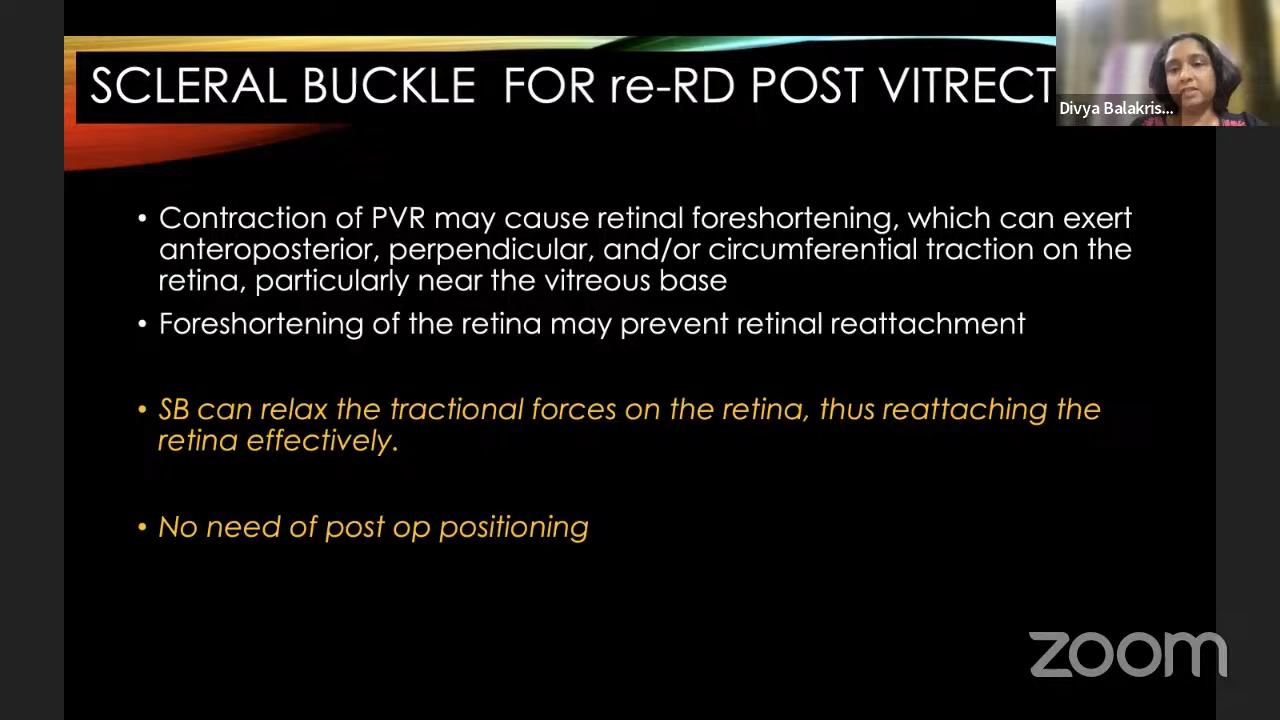 SCLERAL BUCKLE FOR re-RD POST VITRECT
Divya Balakris...
• Contraction of PVR may cause retinal foreshortening, which can exert
anteroposterior, perpendicular, and/or circumferential traction on the
retina, particularly near the vitreous base
• Foreshortening of the retina may prevent retinal reattachment
• SB can relax the tractional forces on the retina, thus reattaching the
retina effectively.
• No need of post op positioning
zoom